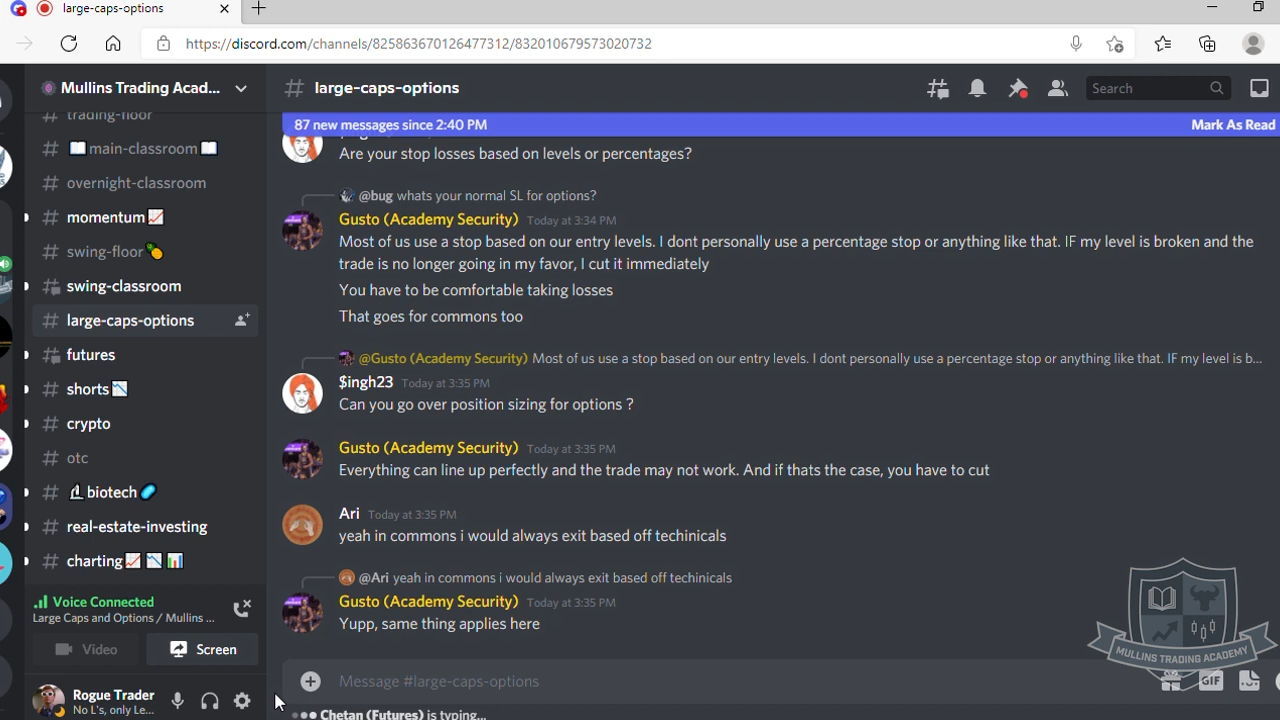 large-caps-options
https://discord.com/channels/825863670126477312/832010679573020732
Mullins Trading Acad...
large-caps-options
Search
trading-floor
main-classroom
overnight-classroom
momentum
swing-floor
swing-classroom
large-caps-options
futures
shorts
crypto
otc
biotech
real-estate-investing
charting
Voice Connected
Large Caps and Options / Mullins ...
Video
Screen
Rogue Trader
No L's, only Le...
87 new messages since 2:40 PM
Mark As Read
Are your stop losses based on levels or percentages?
@bug whats your normal SL for options?
Gusto (Academy Security) Today at 3:34 PM
Most of us use a stop based on our entry levels. I dont personally use a percentage stop or anything like that. IF my level is broken and the
trade is no longer going in my favor, I cut it immediately
You have to be comfortable taking losses
That goes for commons too
@Gusto (Academy Security) Most of us use a stop based on our entry levels. I dont personally use a percentage stop or anything like that. IF my level is b...
$ingh23 Today at 3:35 PM
Can you go over position sizing for options ?
Gusto (Academy Security) Today at 3:35 PM
Everything can line up perfectly and the trade may not work. And if thats the case, you have to cut
Ari Today at 3:35 PM
yeah in commons i would always exit based off techinicals
@Ari yeah in commons i would always exit based off techinicals
Gusto (Academy Security) Today at 3:35 PM
Yupp, same thing applies here
Message #large-caps-options
GIF
Chetan (Futures) is typing...
MULLINS TRADING ACADEMY